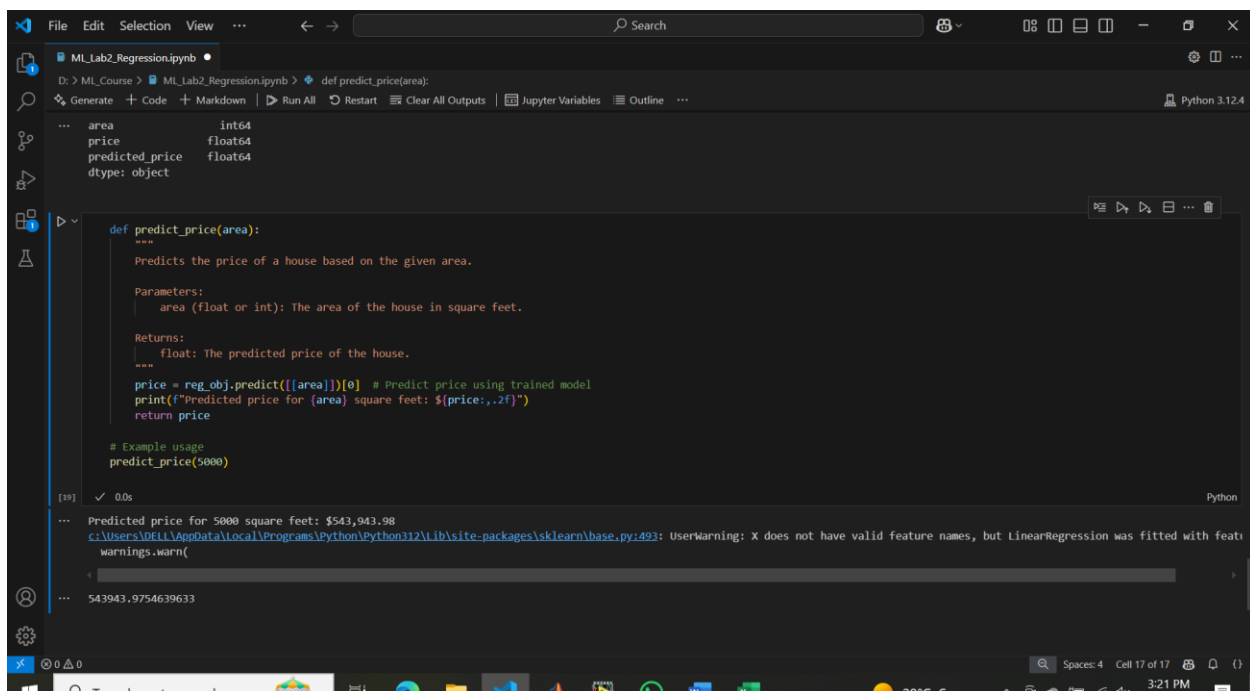 File Edit Selection View ··· ← → Search
ML_Lab2_Regression.ipynb ●
D: > ML_Course > ML_Lab2_Regression.ipynb > def predict_price(area):
Generate + Code + Markdown | Run All Restart Clear All Outputs | Jupyter Variables Outline ··· Python 3.12.4
··· area int64
price float64
predicted_price float64
dtype: object
def predict_price(area):
"""
Predicts the price of a house based on the given area.
Parameters:
area (float or int): The area of the house in square feet.
Returns:
float: The predicted price of the house.
"""
price = reg_obj.predict([[area]])[0] # Predict price using trained model
print(f"Predicted price for {area} square feet: ${price:,.2f}")
return price
# Example usage
predict_price(5000)
[19] ✓ 0.0s Python
··· Predicted price for 5000 square feet: $543,943.98
c:\Users\DELL\AppData\Local\Programs\Python\Python312\Lib\site-packages\sklearn\base.py:493: UserWarning: X does not have valid feature names, but LinearRegression was fitted with featu
warnings.warn(
··· 543943.9754639633
0 0 Spaces: 4 Cell 17 of 17 {}
3:21 PM